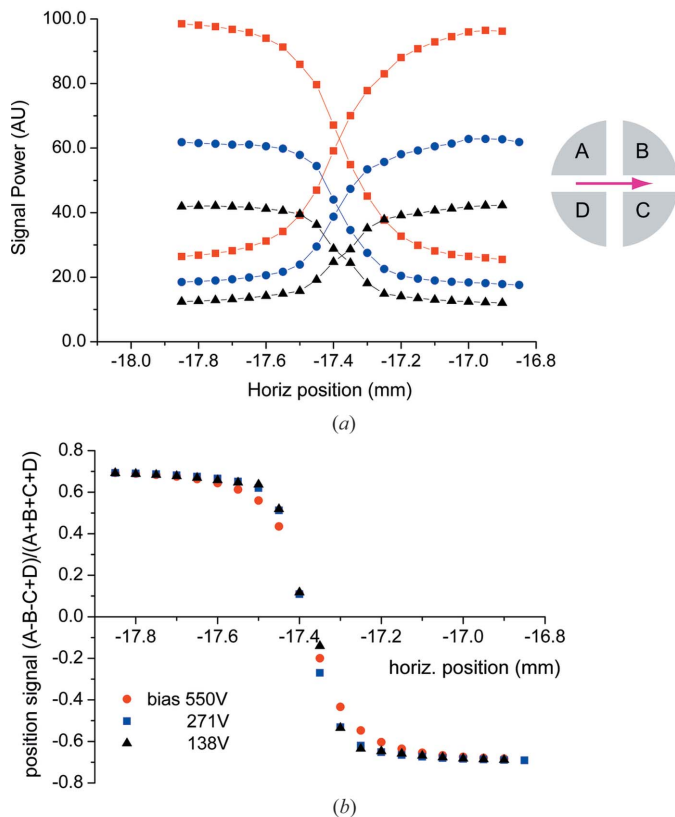 100.0
80.0
60.0
40.0
20.0
0.0
Signal Power (AU)
-18.0 -17.8 -17.6 -17.4 -17.2 -17.0 -16.8
Horiz position (mm)
A B
D C
(a)
0.8
0.6
0.4
0.2
0.0
-0.2
-0.4
-0.6
-0.8
position signal (A-B-C+D)/(A+B+C+D)
-17.8 -17.6 -17.4 -17.2 -17.0 -16.8
horiz. position (mm)
bias 550V
271V
138V
(b)